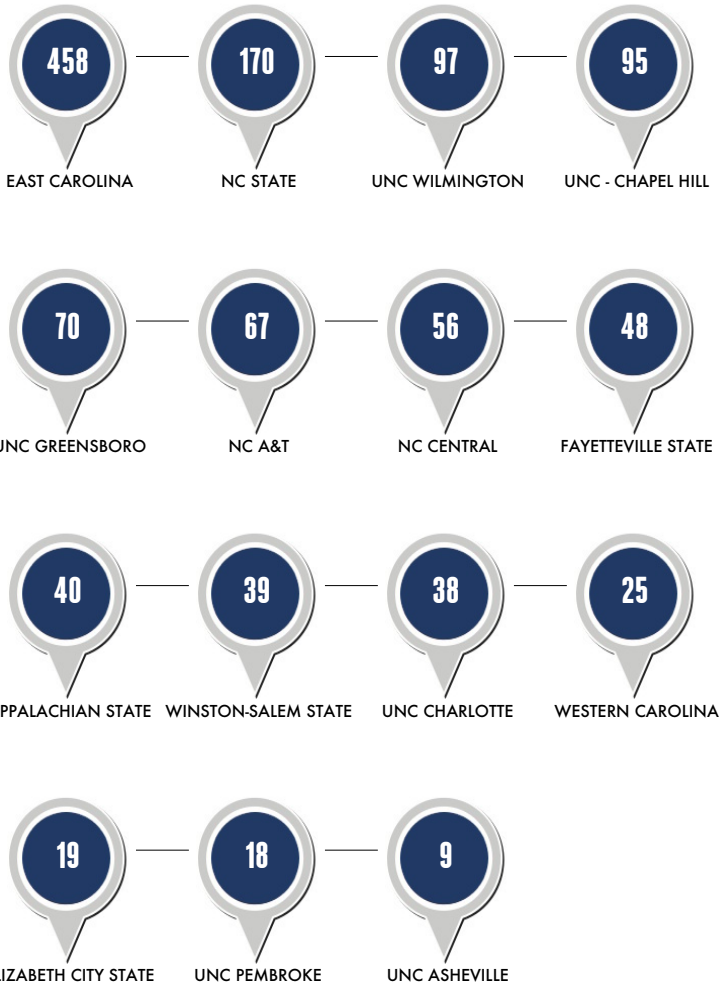 458 170 97 95
EAST CAROLINA NC STATE UNC WILMINGTON UNC - CHAPEL HILL
70 67 56 48
UNC GREENSBORO NC A&T NC CENTRAL FAYETTEVILLE STATE
40 39 38 25
PPALACHIAN STATE WINSTON-SALEM STATE UNC CHARLOTTE WESTERN CAROLINA
19 18 9
LIZABETH CITY STATE UNC PEMBROKE UNC ASHEVILLE